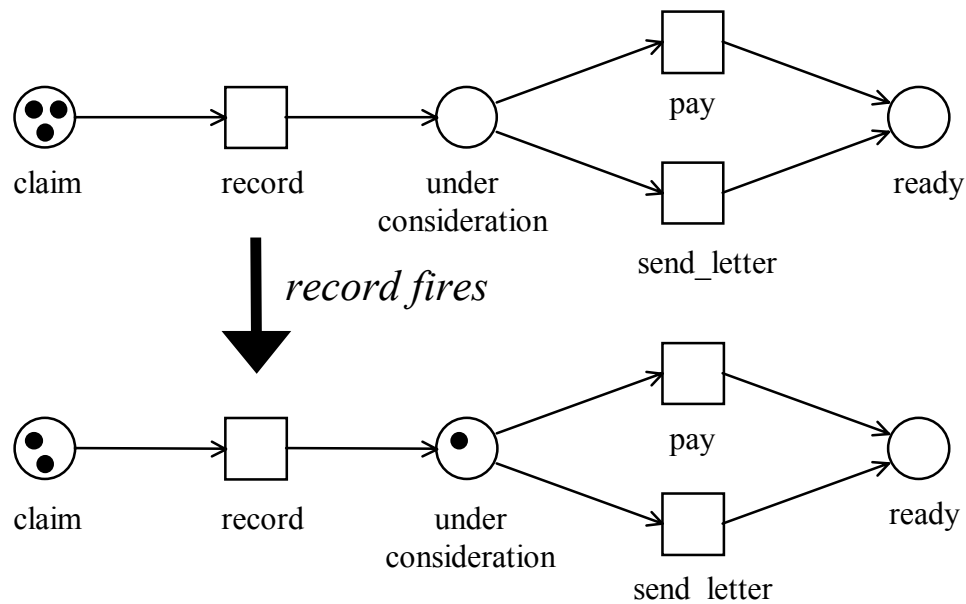 pay
claim
record
under
consideration
ready
send_letter
record fires
pay
claim
record
under
consideration
ready
send_letter